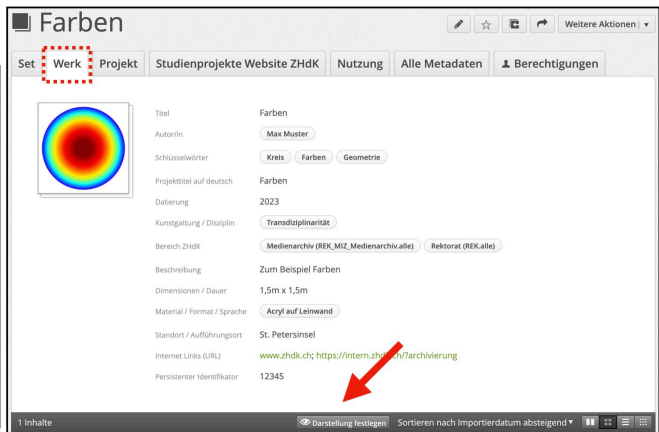 Farben
Weitere Aktionen
Set Werk Projekt Studienprojekte Website ZHdK Nutzung Alle Metadaten Berechtigungen
Titel Farben
Autor/in Max Muster
Schlüsselwörter Kreis Farben Geometrie
Projekttitel auf deutsch Farben
Datierung 2023
Kunstgattung / Disziplin Transdiziplinarität
Bereich ZHdK Medienarchiv (REK_MIZ_Medienarchiv.alle) Rektorat (REK.alle)
Beschreibung Zum Beispiel Farben
Dimensionen / Dauer 1,5m x 1,5m
Material / Format / Sprache Acryl auf Leinwand
Standort / Aufführungsort St. Petersinsel
Internet Links (URL) www.zhdk.ch; https://intern.zhdk.ch/?archivierung
Persistenter Identifikator 12345
1 Inhalte Darstellung festlegen Sortieren nach Importierdatum absteigend